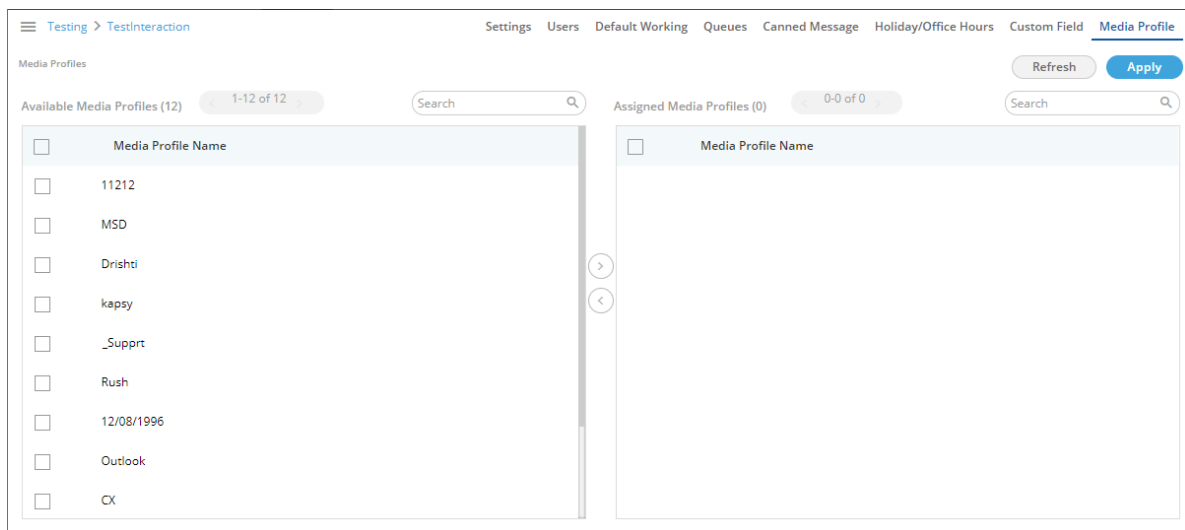 Testing > TestInteraction
Settings Users Default Working Queues Canned Message Holiday/Office Hours Custom Field Media Profile
Media Profiles
Refresh Apply
Available Media Profiles (12) < 1-12 of 12 > Search
Assigned Media Profiles (0) < 0-0 of 0 > Search
Media Profile Name
11212
MSD
Drishti
kapsy
_Supprt
Rush
12/08/1996
Outlook
CX
> 
<
Media Profile Name